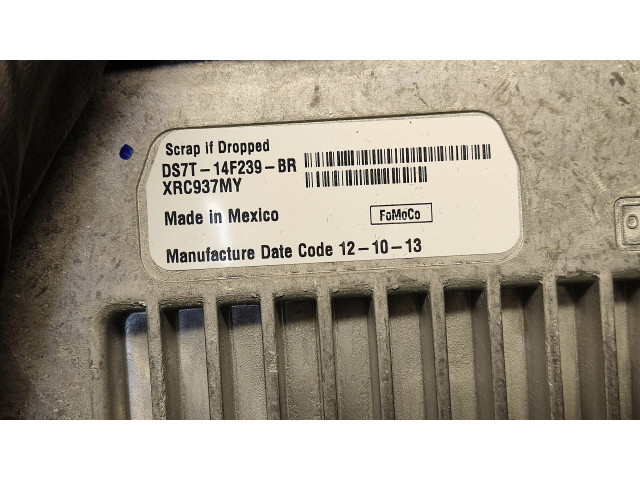 Scrap if Dropped
DS7T-14F239-BR
XRC937MY
Made in Mexico
FoMoCo
Manufacture Date Code 12-10-13